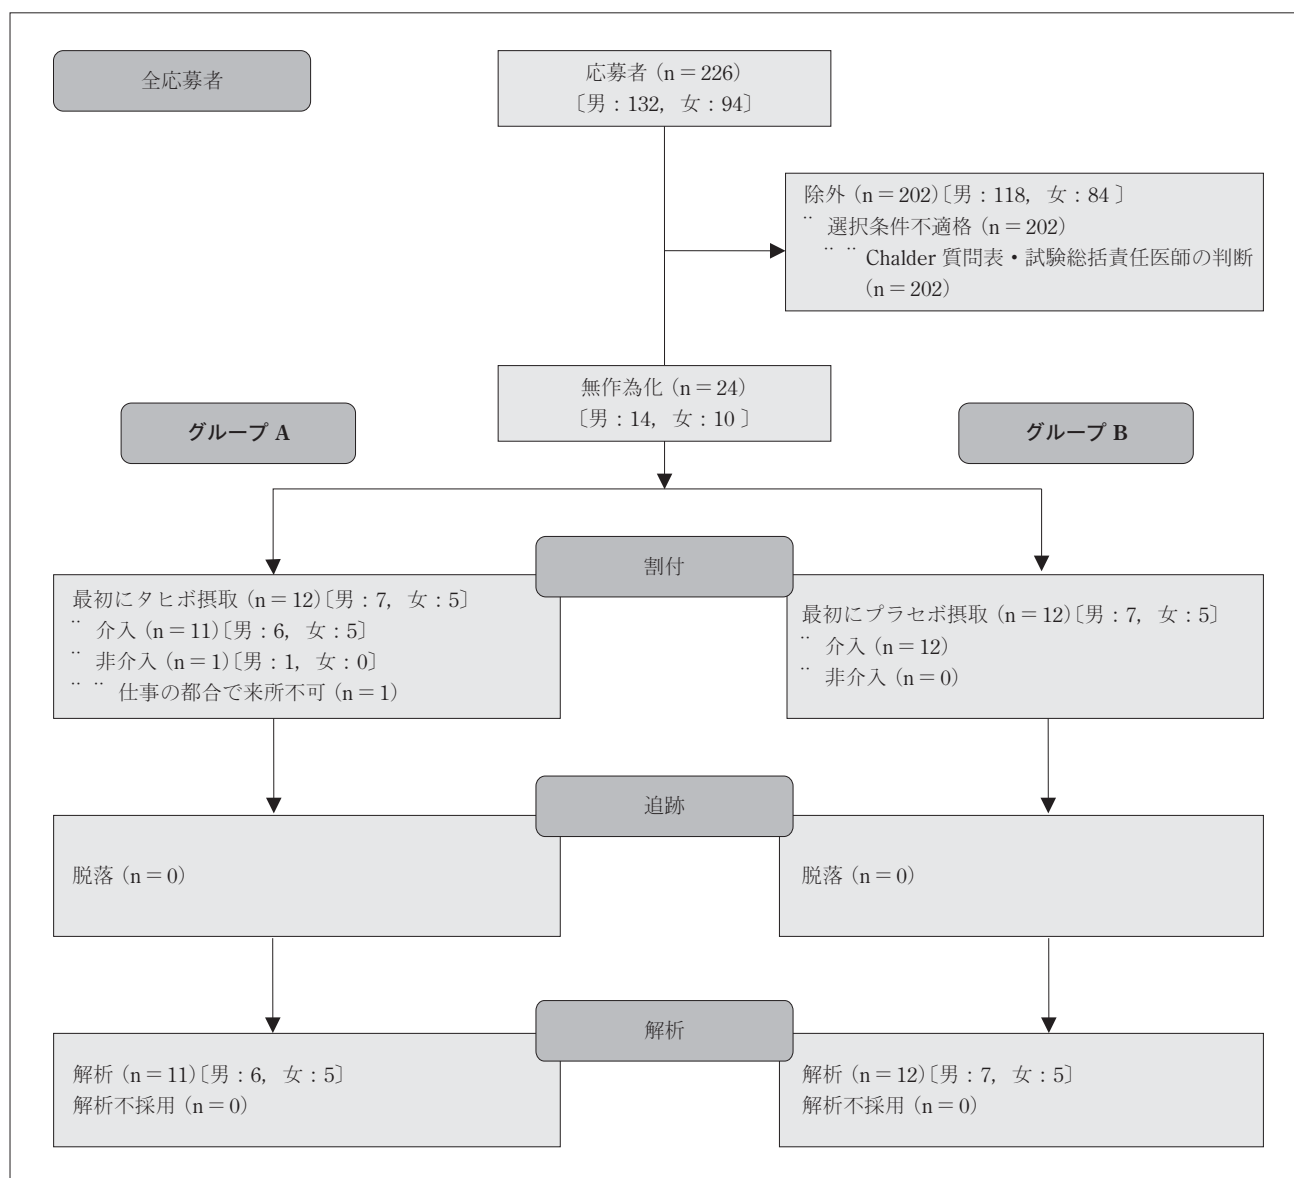 全応募者
応募者 (n = 226)
〔男：132, 女：94〕
除外 (n = 202)〔男：118, 女：84〕
¨ 選択条件不適格 (n = 202)
¨ ¨ Chalder 質問表・試験総括責任医師の判断
(n = 202)
無作為化 (n = 24)
〔男：14, 女：10〕
グループ A
グループ B
割付
最初にタヒボ摂取 (n = 12)〔男：7, 女：5〕
¨ 介入 (n = 11)〔男：6, 女：5〕
¨ 非介入 (n = 1)〔男：1, 女：0〕
¨ ¨ 仕事の都合で来所不可 (n = 1)
最初にプラセボ摂取 (n = 12)〔男：7, 女：5〕
¨ 介入 (n = 12)
¨ 非介入 (n = 0)
追跡
脱落 (n = 0)
脱落 (n = 0)
解析
解析 (n = 11)〔男：6, 女：5〕
解析不採用 (n = 0)
解析 (n = 12)〔男：7, 女：5〕
解析不採用 (n = 0)